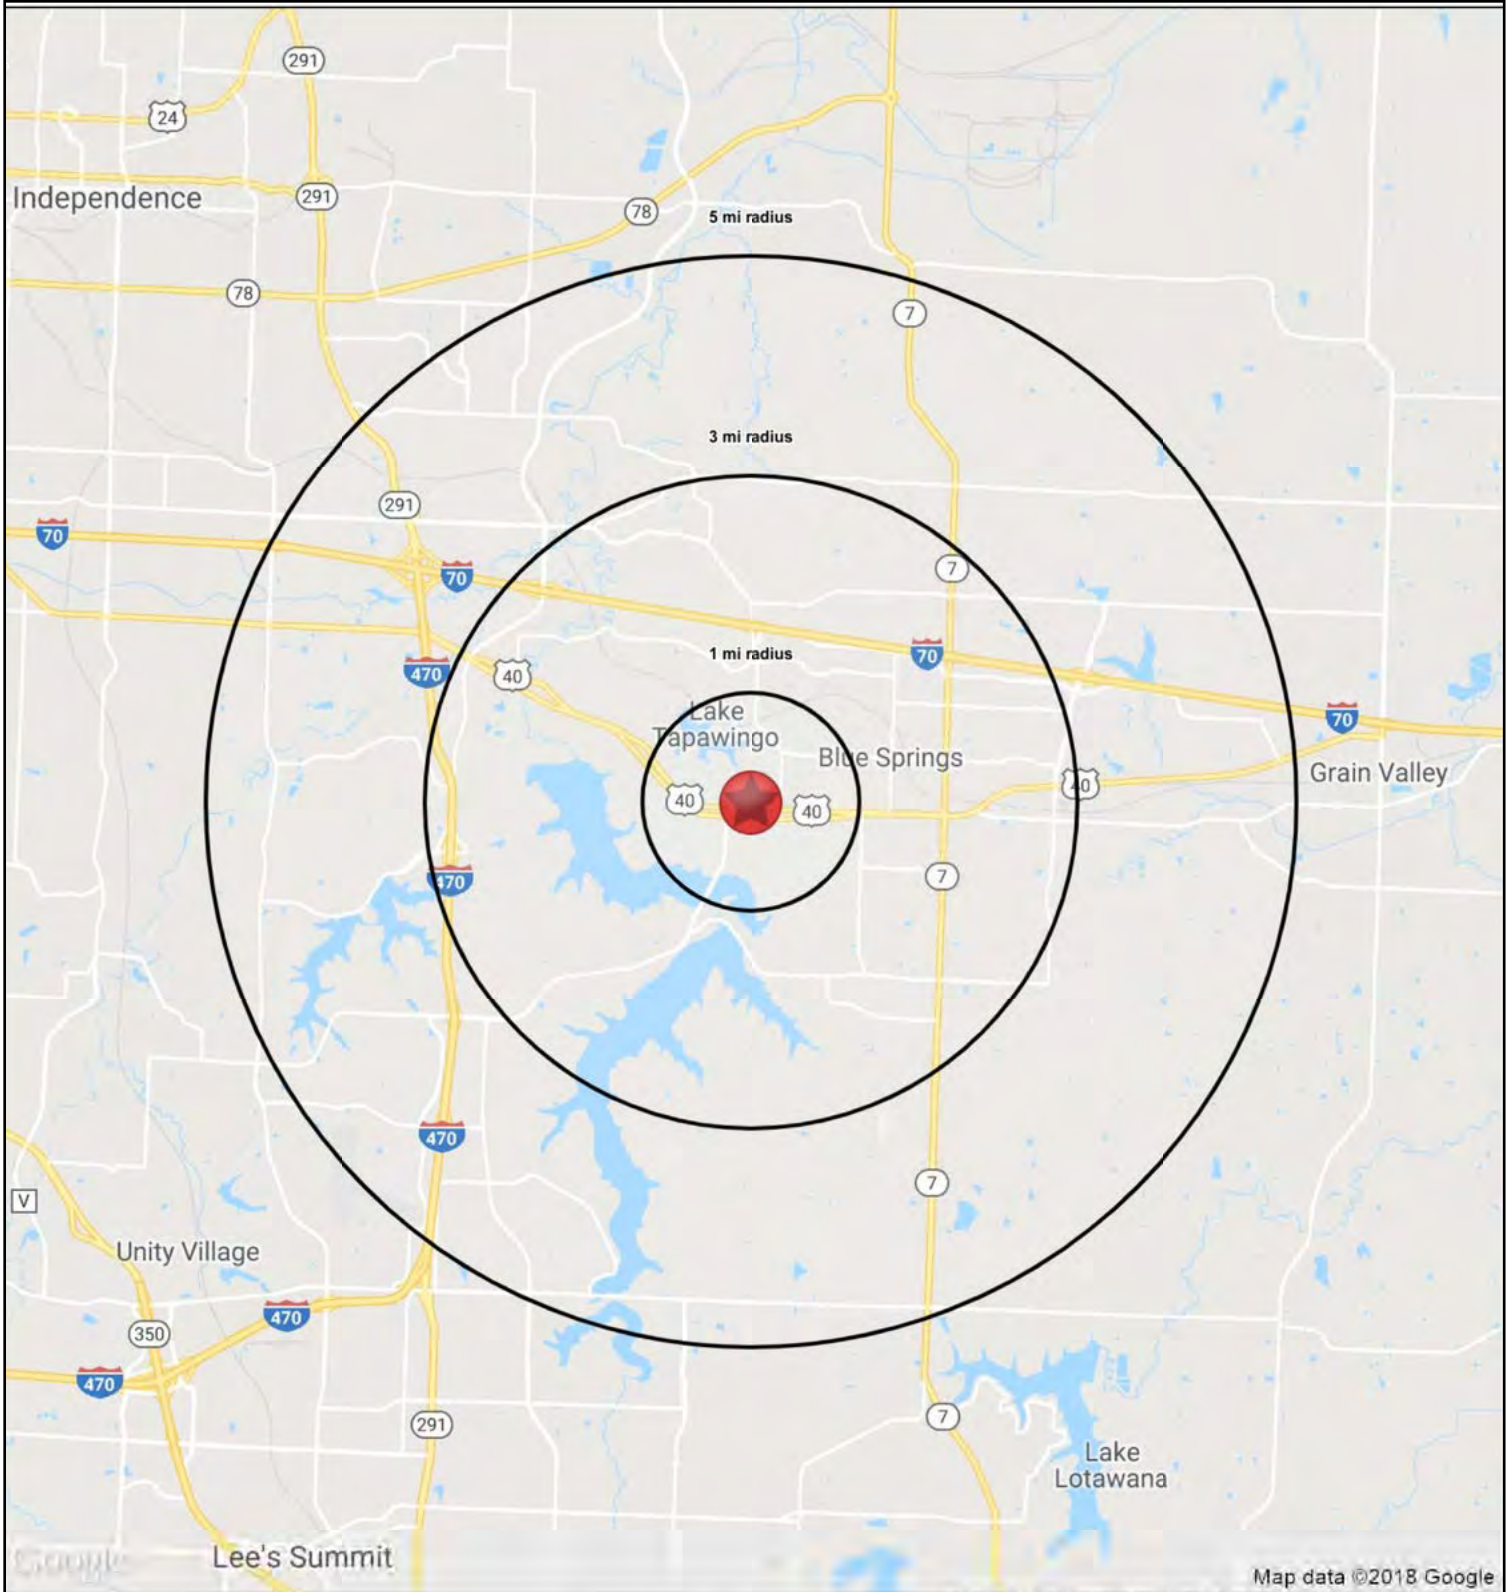 291
24
291
Independence
78
5 mi radius
78
7
3 mi radius
291
70
70
7
1 mi radius
70
470
40
Lake
Tapawingo
70
Blue Springs
Grain Valley
40
40
40
470
7
470
7
V
Unity Village
470
350
470
7
291
Lake
Lotawana
Google
Lee's Summit
Map data ©2018 Google